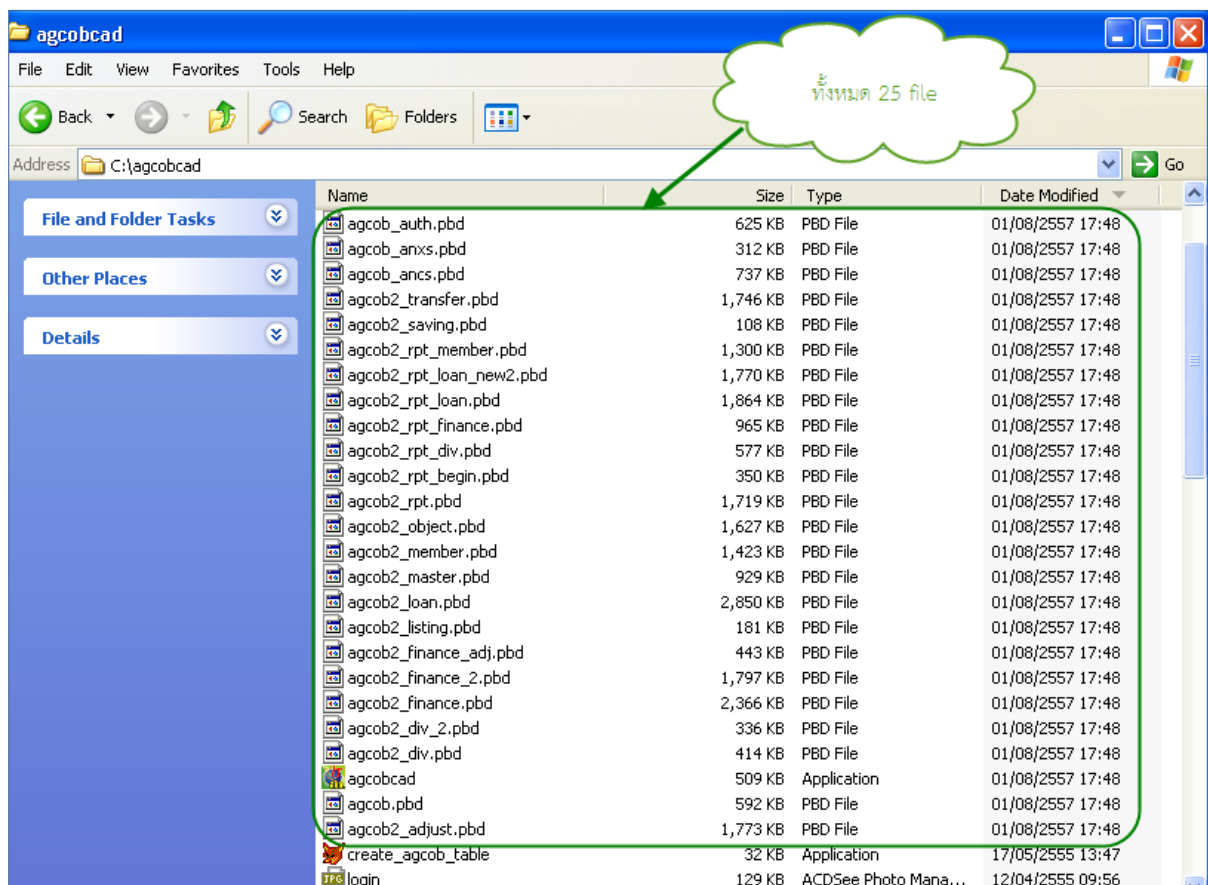 agcobcad
File Edit View Favorites Tools Help
ทั้งหมด 25 file
Back Search Folders
Address C:\agcobcad Go
File and Folder Tasks
Other Places
Details
Name Size Type Date Modified
agcob_auth.pbd 625 KB PBD File 01/08/2557 17:48
agcob_anxs.pbd 312 KB PBD File 01/08/2557 17:48
agcob_ancs.pbd 737 KB PBD File 01/08/2557 17:48
agcob2_transfer.pbd 1,746 KB PBD File 01/08/2557 17:48
agcob2_saving.pbd 108 KB PBD File 01/08/2557 17:48
agcob2_rpt_member.pbd 1,300 KB PBD File 01/08/2557 17:48
agcob2_rpt_loan_new2.pbd 1,770 KB PBD File 01/08/2557 17:48
agcob2_rpt_loan.pbd 1,864 KB PBD File 01/08/2557 17:48
agcob2_rpt_finance.pbd 965 KB PBD File 01/08/2557 17:48
agcob2_rpt_div.pbd 577 KB PBD File 01/08/2557 17:48
agcob2_rpt_begin.pbd 350 KB PBD File 01/08/2557 17:48
agcob2_rpt.pbd 1,719 KB PBD File 01/08/2557 17:48
agcob2_object.pbd 1,627 KB PBD File 01/08/2557 17:48
agcob2_member.pbd 1,423 KB PBD File 01/08/2557 17:48
agcob2_master.pbd 929 KB PBD File 01/08/2557 17:48
agcob2_loan.pbd 2,850 KB PBD File 01/08/2557 17:48
agcob2_listing.pbd 181 KB PBD File 01/08/2557 17:48
agcob2_finance_adj.pbd 443 KB PBD File 01/08/2557 17:48
agcob2_finance_2.pbd 1,797 KB PBD File 01/08/2557 17:48
agcob2_finance.pbd 2,366 KB PBD File 01/08/2557 17:48
agcob2_div_2.pbd 336 KB PBD File 01/08/2557 17:48
agcob2_div.pbd 414 KB PBD File 01/08/2557 17:48
agcobcad 509 KB Application 01/08/2557 17:48
agcob.pbd 592 KB PBD File 01/08/2557 17:48
agcob2_adjust.pbd 1,773 KB PBD File 01/08/2557 17:48
create_agcob_table 32 KB Application 17/05/2555 13:47
login 129 KB ACDSee Photo Mana... 12/04/2555 09:56